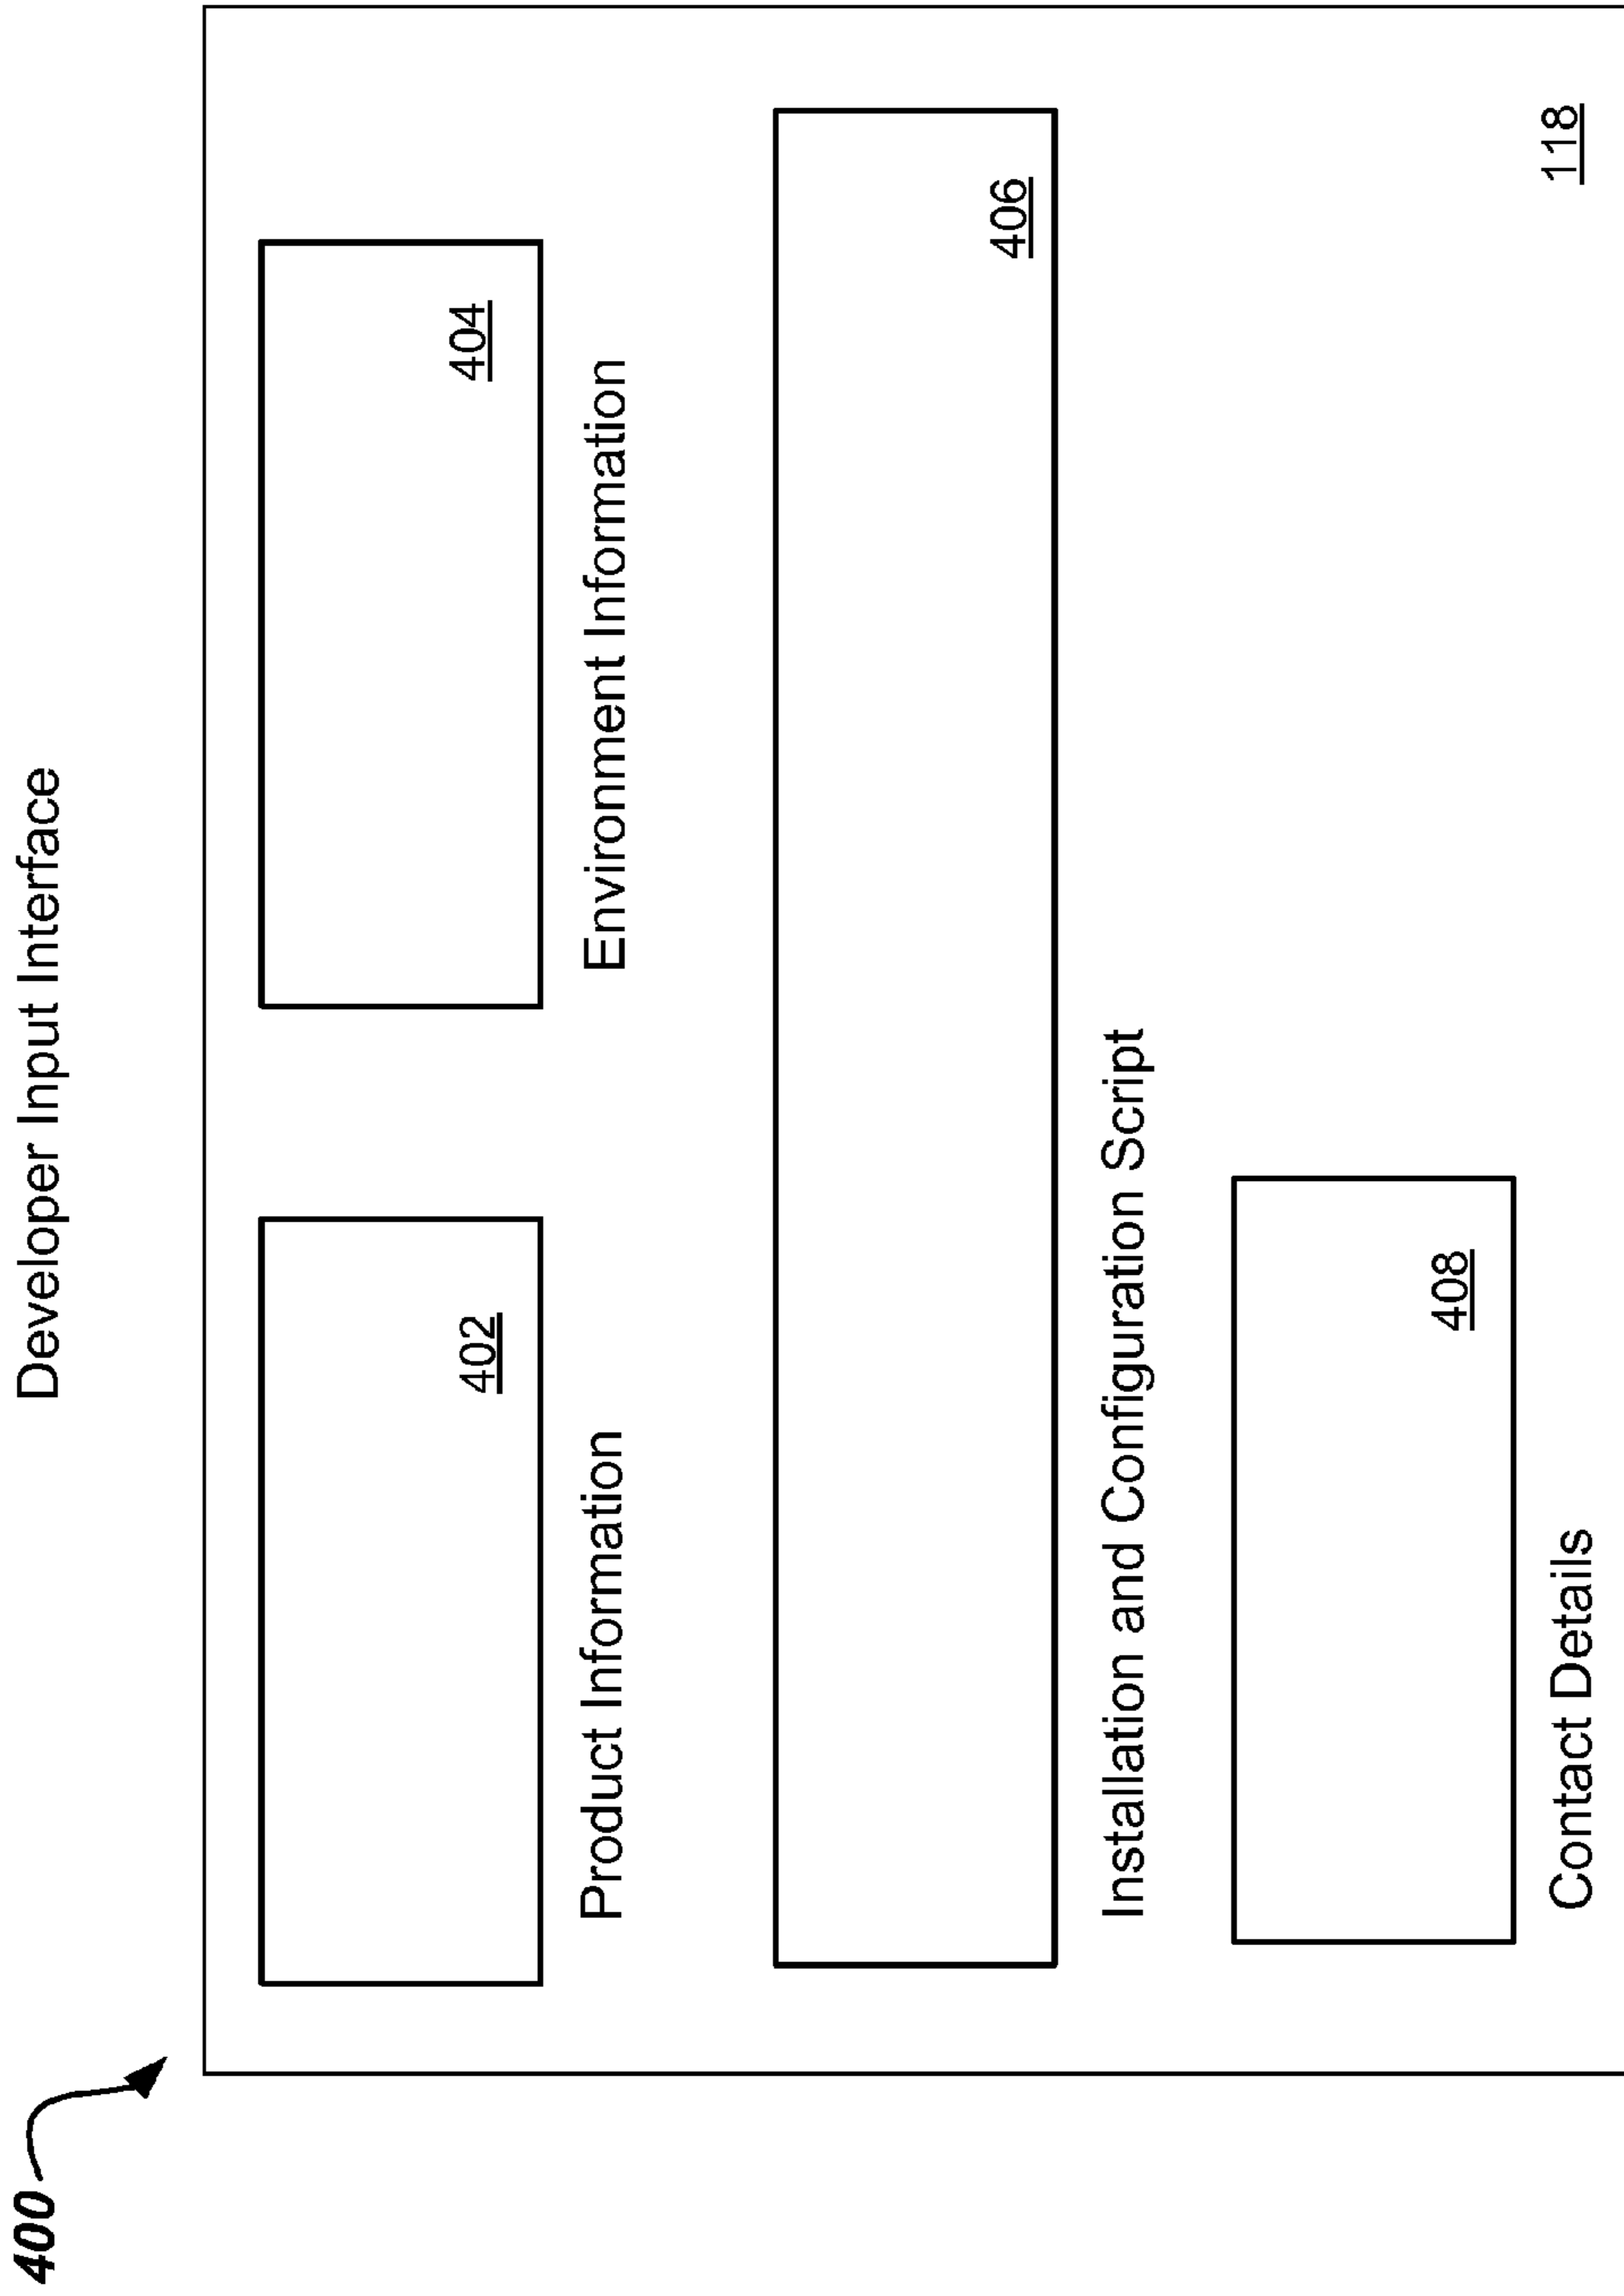 400
Developer Input Interface
402
404
Product Information
Environment Information
406
Installation and Configuration Script
408
Contact Details
118